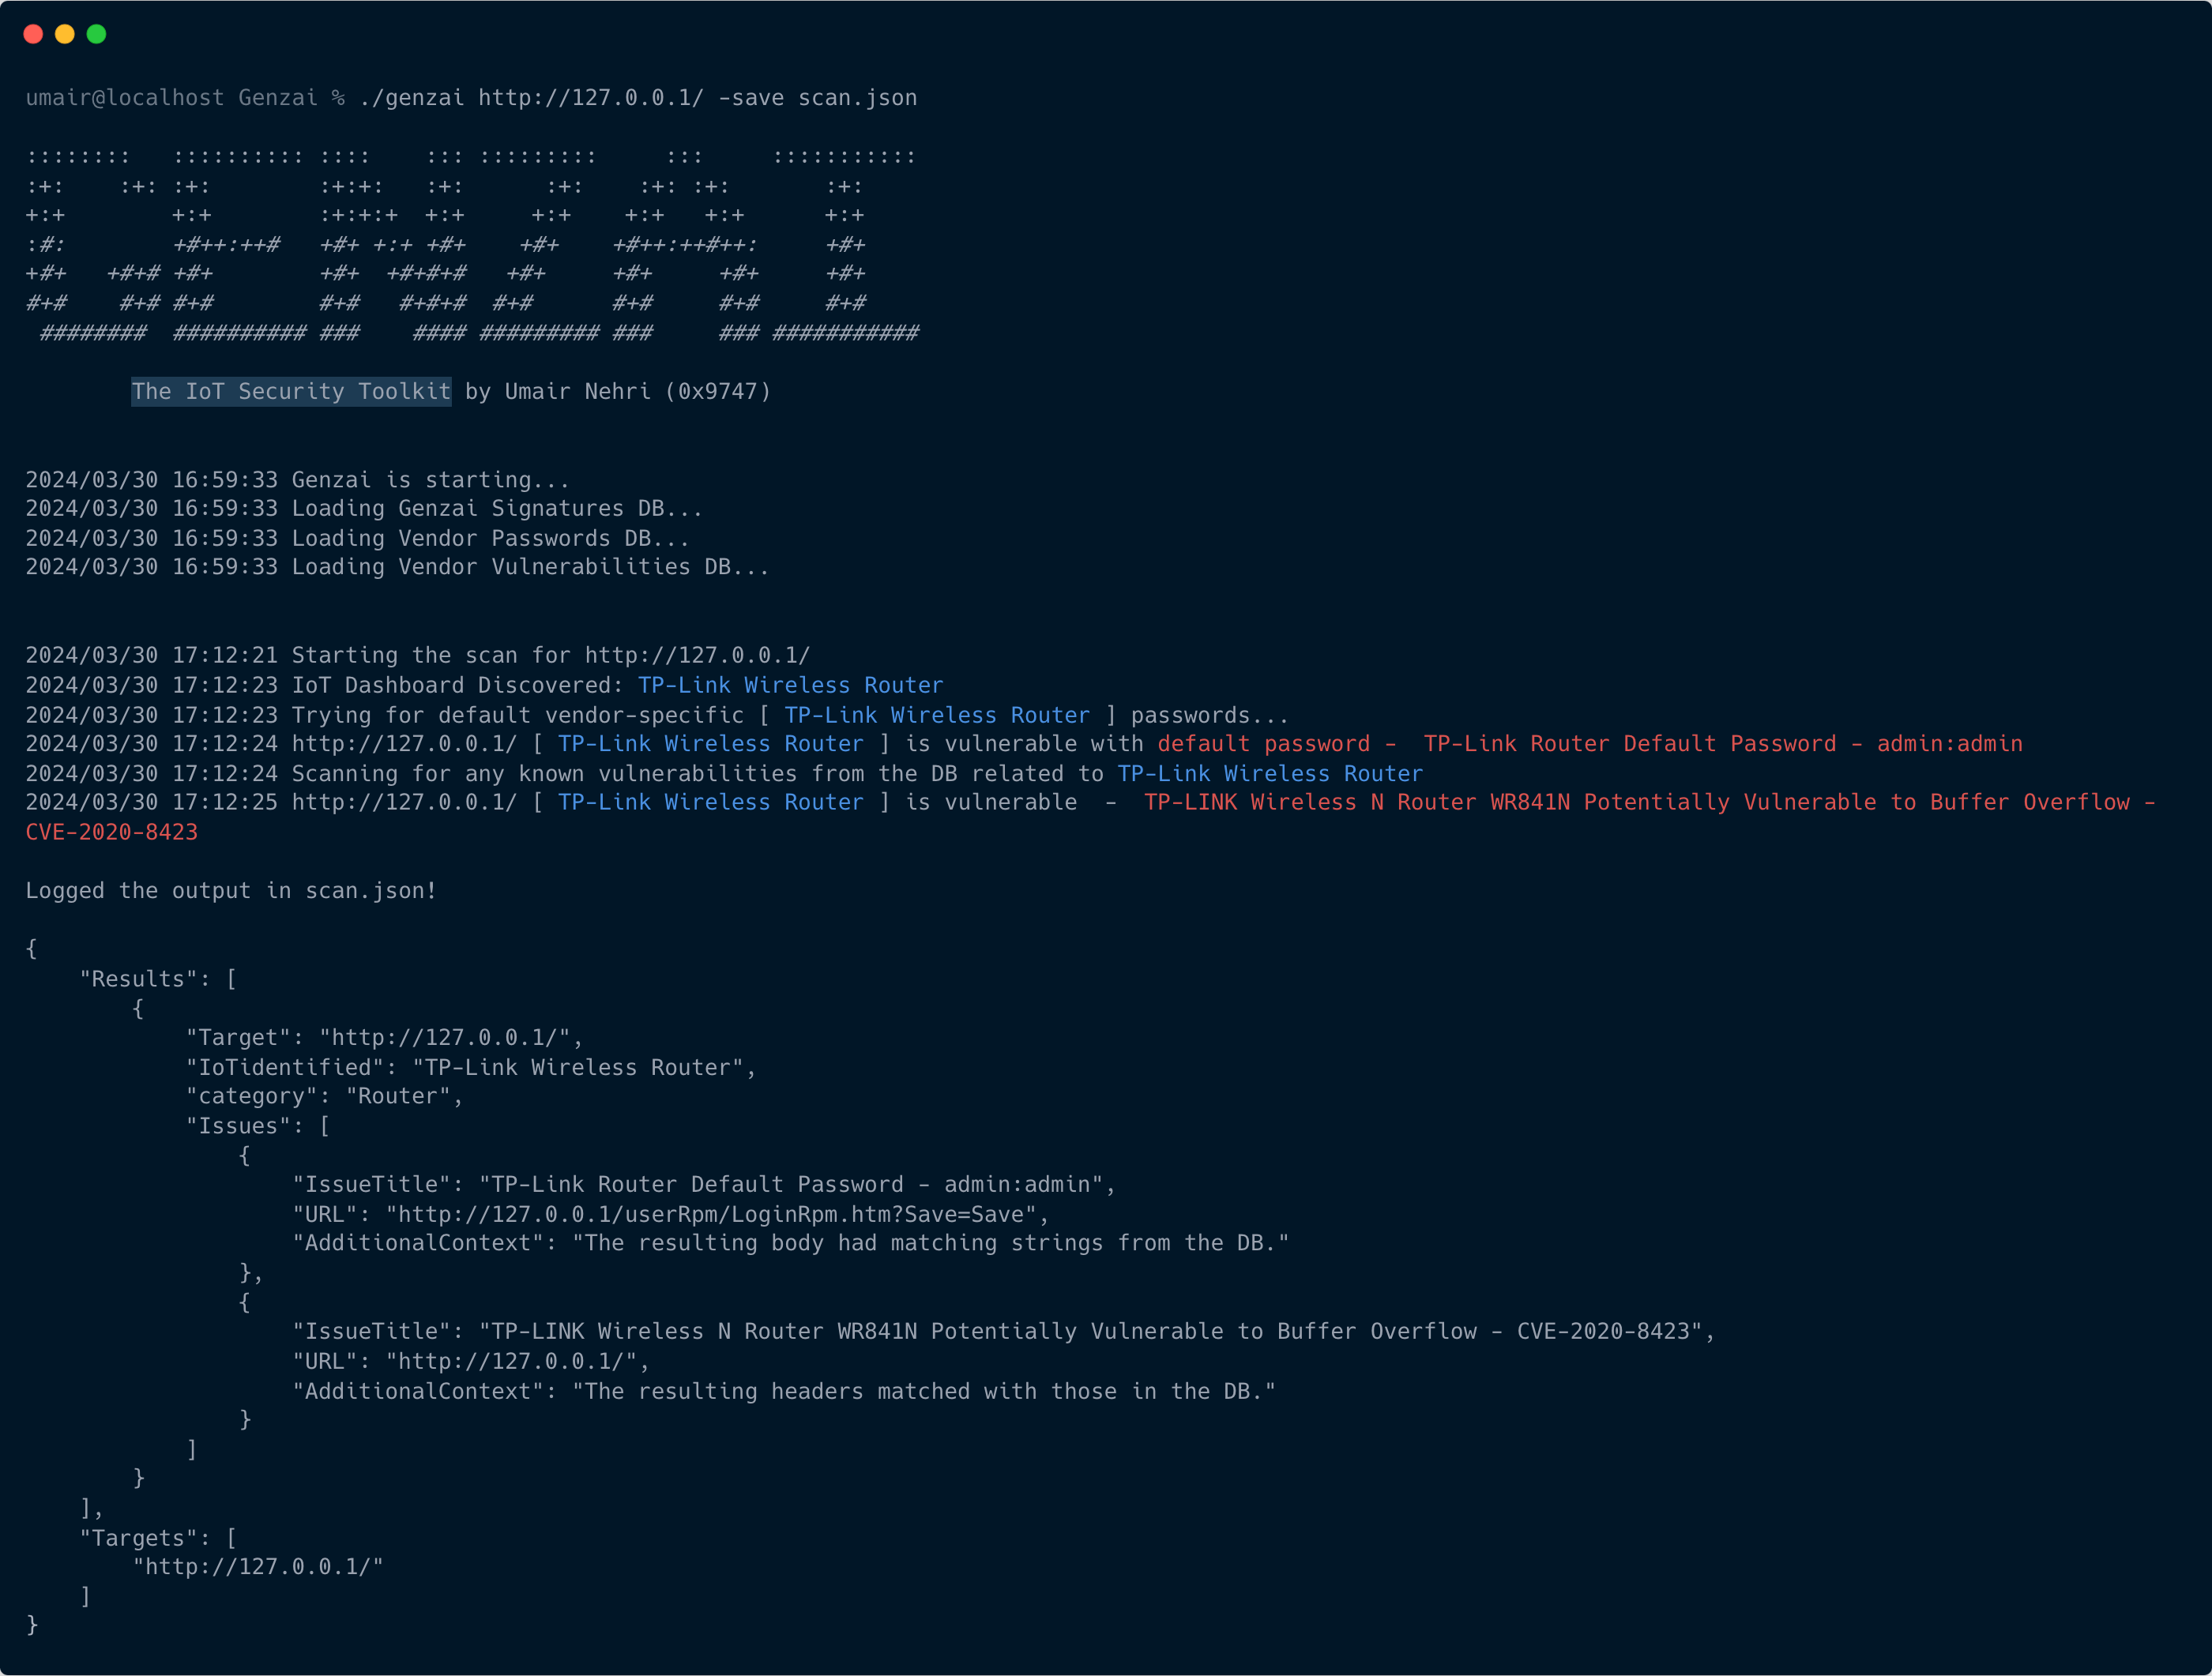 umair@localhost Genzai % ./genzai http://127.0.0.1/ -save scan.json

::::::::   :::::::::: ::::    ::: :::::::::     :::     :::::::::::
:+:    :+: :+:        :+:+:   :+:      :+:    :+: :+:       :+:
+:+        +:+        :+:+:+  +:+     +:+    +:+   +:+      +:+
:#:        +#++:++#   +#+ +:+ +#+    +#+    +#++:++#++:     +#+
+#+   +#+# +#+        +#+  +#+#+#   +#+     +#+     +#+     +#+
#+#    #+# #+#        #+#   #+#+#  #+#      #+#     #+#     #+#
 ########  ########## ###    #### ######### ###     ### ###########

        The IoT Security Toolkit by Umair Nehri (0x9747)

2024/03/30 16:59:33 Genzai is starting...
2024/03/30 16:59:33 Loading Genzai Signatures DB...
2024/03/30 16:59:33 Loading Vendor Passwords DB...
2024/03/30 16:59:33 Loading Vendor Vulnerabilities DB...

2024/03/30 17:12:21 Starting the scan for http://127.0.0.1/
2024/03/30 17:12:23 IoT Dashboard Discovered: TP-Link Wireless Router
2024/03/30 17:12:23 Trying for default vendor-specific [ TP-Link Wireless Router ] passwords...
2024/03/30 17:12:24 http://127.0.0.1/ [ TP-Link Wireless Router ] is vulnerable with default password -  TP-Link Router Default Password - admin:admin
2024/03/30 17:12:24 Scanning for any known vulnerabilities from the DB related to TP-Link Wireless Router
2024/03/30 17:12:25 http://127.0.0.1/ [ TP-Link Wireless Router ] is vulnerable  -  TP-LINK Wireless N Router WR841N Potentially Vulnerable to Buffer Overflow -
CVE-2020-8423

Logged the output in scan.json!

{
    "Results": [
        {
            "Target": "http://127.0.0.1/",
            "IoTidentified": "TP-Link Wireless Router",
            "category": "Router",
            "Issues": [
                {
                    "IssueTitle": "TP-Link Router Default Password - admin:admin",
                    "URL": "http://127.0.0.1/userRpm/LoginRpm.htm?Save=Save",
                    "AdditionalContext": "The resulting body had matching strings from the DB."
                },
                {
                    "IssueTitle": "TP-LINK Wireless N Router WR841N Potentially Vulnerable to Buffer Overflow - CVE-2020-8423",
                    "URL": "http://127.0.0.1/",
                    "AdditionalContext": "The resulting headers matched with those in the DB."
                }
            ]
        }
    ],
    "Targets": [
        "http://127.0.0.1/"
    ]
}